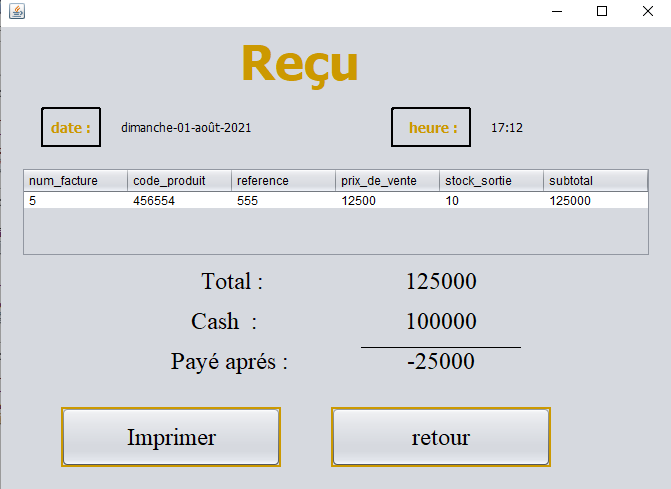 Reçu
date : dimanche-01-août-2021 heure : 17:12
num_facture code_produit reference prix_de_vente stock_sortie subtotal
5 456554 555 12500 10 125000
Total : 125000
Cash : 100000
Payé aprés : -25000
Imprimer retour